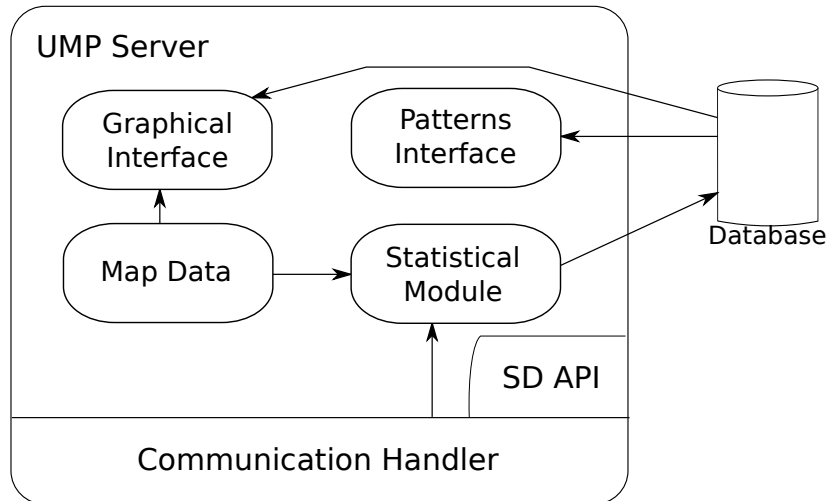 UMP Server
Graphical
Interface
Patterns
Interface
Database
Map Data
Statistical
Module
SD API
Communication Handler